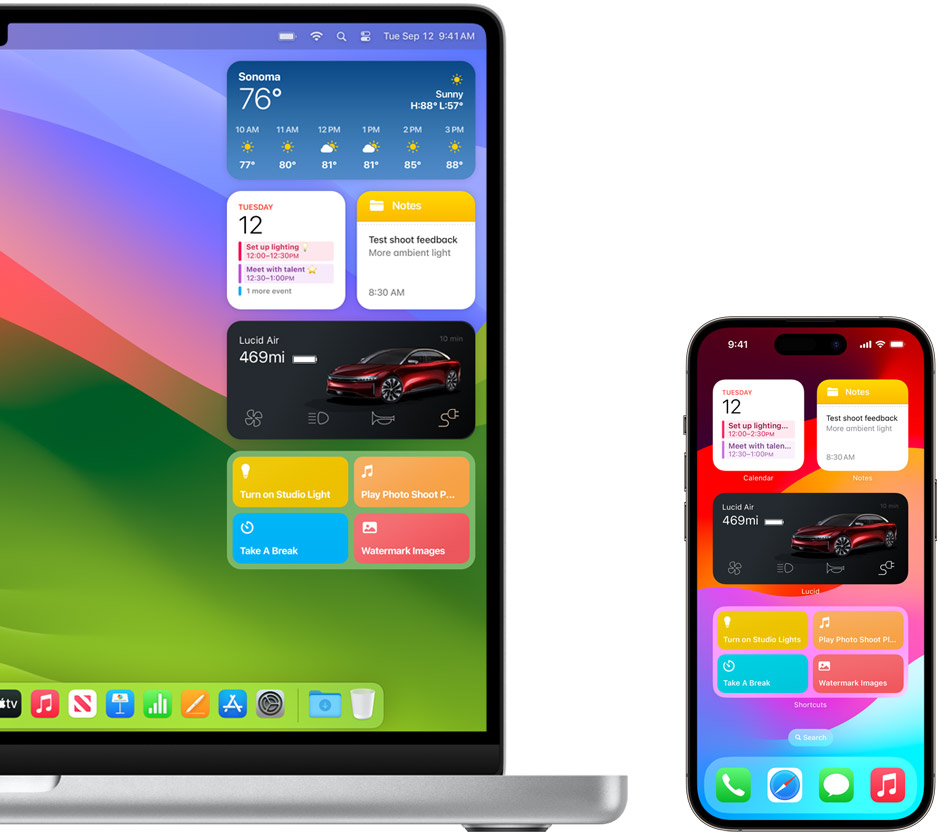 Tue Sep 12 9:41 AM
Sonoma
76°
Sunny
H:88° L:57°
10 AM 11 AM 12 PM 1 PM 2 PM 3 PM
77° 80° 81° 81° 85° 88°
TUESDAY
12
Set up lighting
12:00–12:30PM
Meet with talent
12:30–1:00PM
1 more event
Notes
Test shoot feedback
More ambient light
8:30 AM
Lucid Air
10 min
469mi
Turn on Studio Light
Play Photo Shoot P...
Take A Break
Watermark Images
tv
9:41
TUESDAY
12
Set up lighting...
12:00–2:30PM
Meet with talen...
12:30–1:00PM
Calendar
Notes
Test shoot feedback
More ambient light
8:30 AM
Notes
Lucid Air
10 min
469mi
Lucid
Turn on Studio Lights
Play Photo Shoot Pl...
Take A Break
Watermark Images
Shortcuts
Search